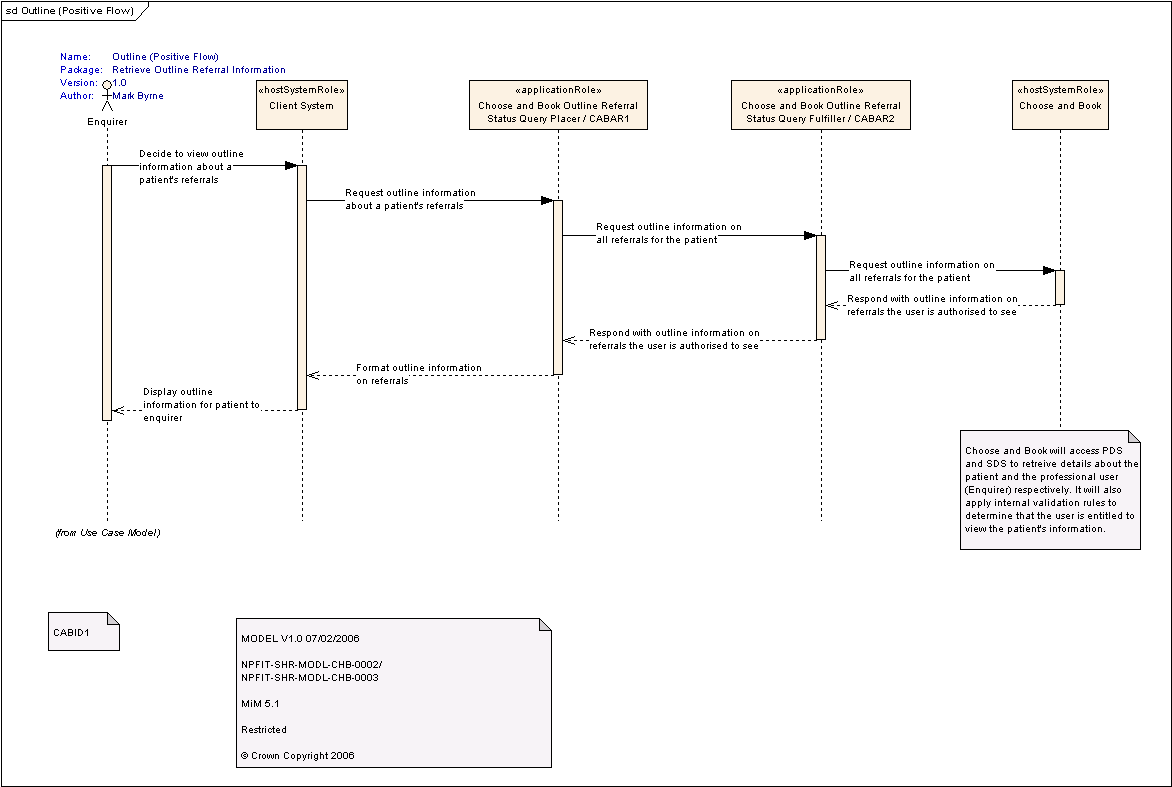 sd Outline (Positive Flow)
Name: Outline (Positive Flow)
Package: Retrieve Outline Referral Information
Version: 1.0
Author: Mark Byrne
Enquirer
«hostSystemRole»
Client System
«applicationRole»
Choose and Book Outline Referral
Status Query Placer / CABAR1
«applicationRole»
Choose and Book Outline Referral
Status Query Fulfiller / CABAR2
«hostSystemRole»
Choose and Book
Decide to view outline
information about a
patient's referrals
Request outline information
about a patient's referrals
Request outline information on
all referrals for the patient
Request outline information on
all referrals for the patient
Respond with outline information on
referrals the user is authorised to see
Respond with outline information on
referrals the user is authorised to see
Format outline information
on referrals
Display outline
information for patient to
enquirer
Choose and Book will access PDS
and SDS to retreive details about the
patient and the professional user
(Enquirer) respectively. It will also
apply internal validation rules to
determine that the user is entitled to
view the patient's information.
(from Use Case Model)
CABID1
MODEL V1.0 07/02/2006
NPFIT-SHR-MODL-CHB-0002/
NPFIT-SHR-MODL-CHB-0003
MiM 5.1
Restricted
© Crown Copyright 2006